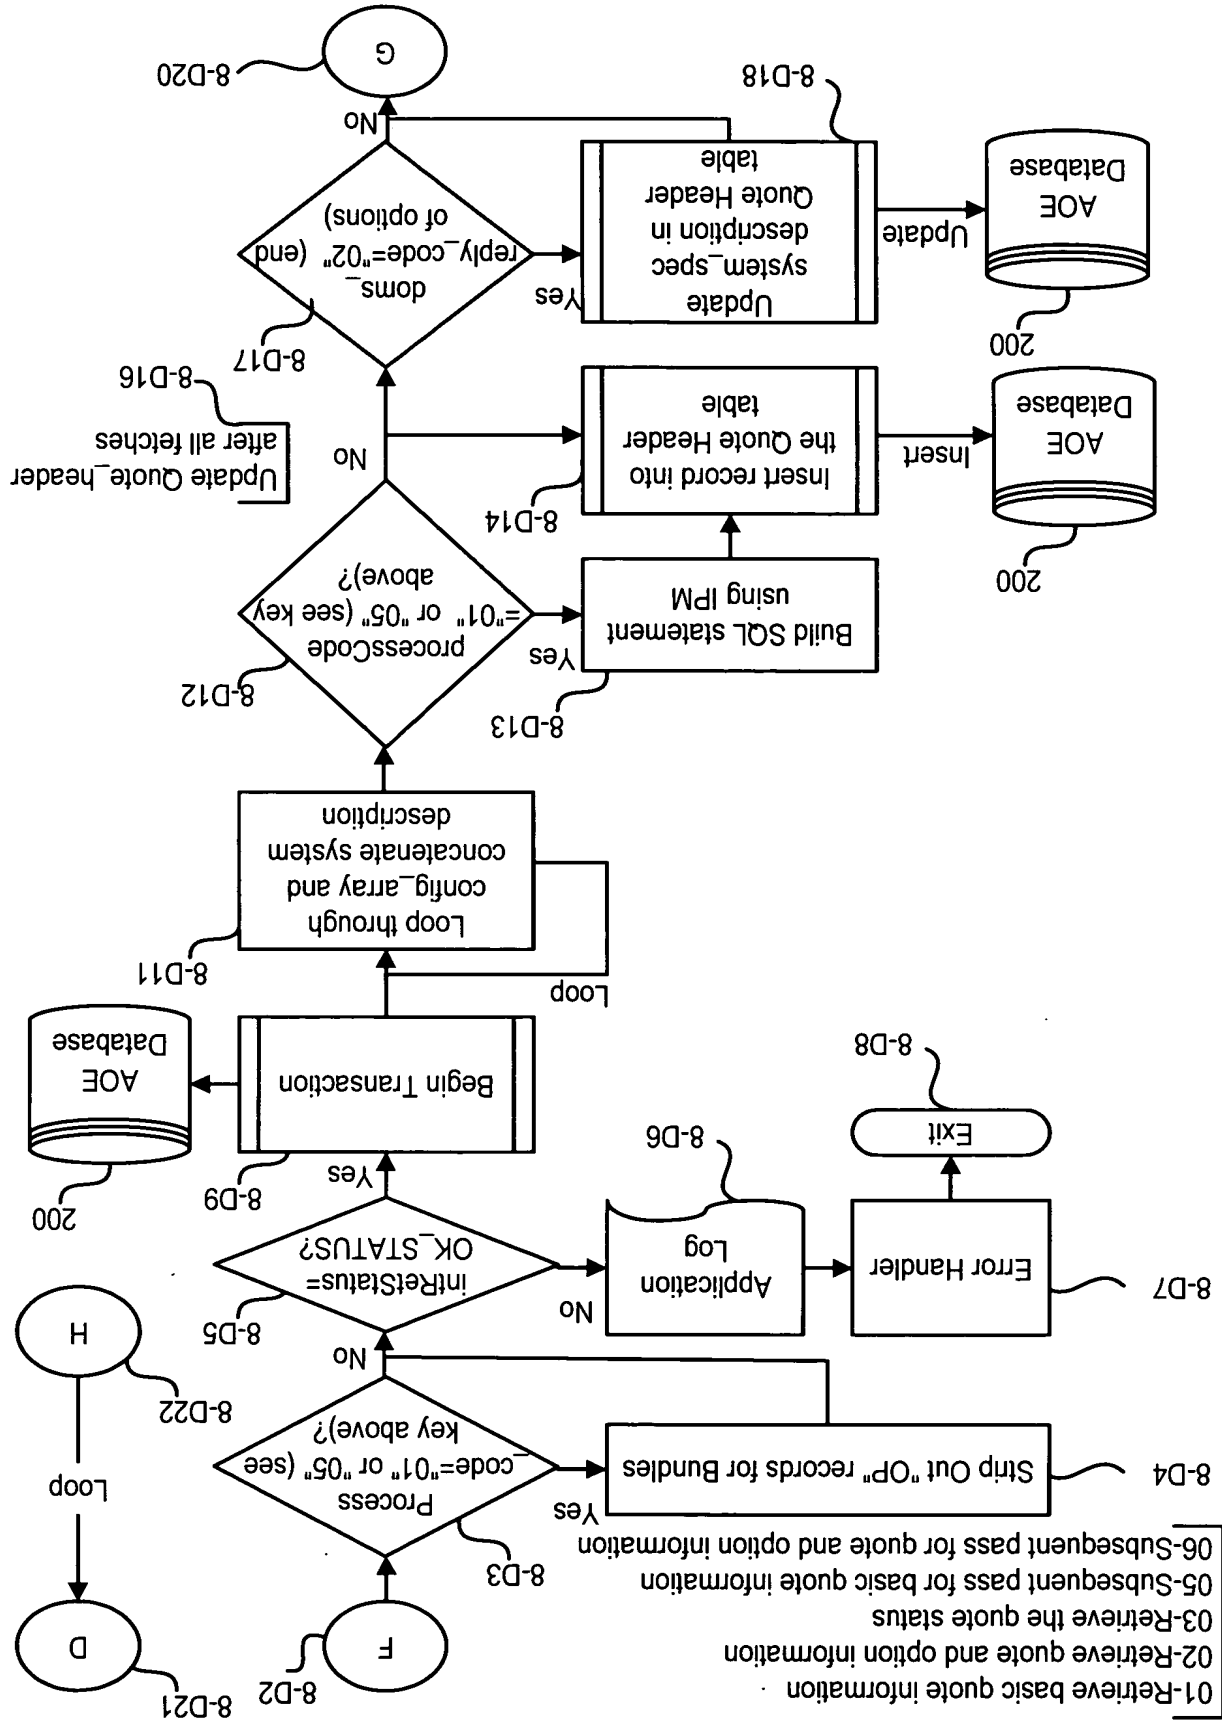 01-Retrieve basic quote information
02-Retrieve quote and option information
03-Retrieve the quote status
05-Subsequent pass for basic quote information
06-Subsequent pass for quote and option information
F
8-D2
D
8-D21
Loop
H
8-D22
Process
_code="01" or "05" (see
key above)?
8-D3
Yes
No
Strip Out "OP" records for Bundles
8-D4
intRetStatus=
OK_STATUS?
8-D5
No
Yes
Application
Log
8-D6
Error Handler
8-D7
Exit
8-D8
Begin Transaction
8-D9
AOE
Database
200
Loop
Loop through
config_array and
concatenate system
description
8-D11
processCode
="01" or "05" (see key
above)?
8-D12
Yes
No
Build SQL statement
using IPM
8-D13
Insert record into
the Quote Header
table
8-D14
Insert
AOE
Database
200
Update Quote_header
after all fetches
8-D16
doms_
reply_code="02" (end
of options)
8-D17
Yes
No
Update
system_spec
description in
Quote Header
table
8-D18
Update
AOE
Database
200
G
8-D20